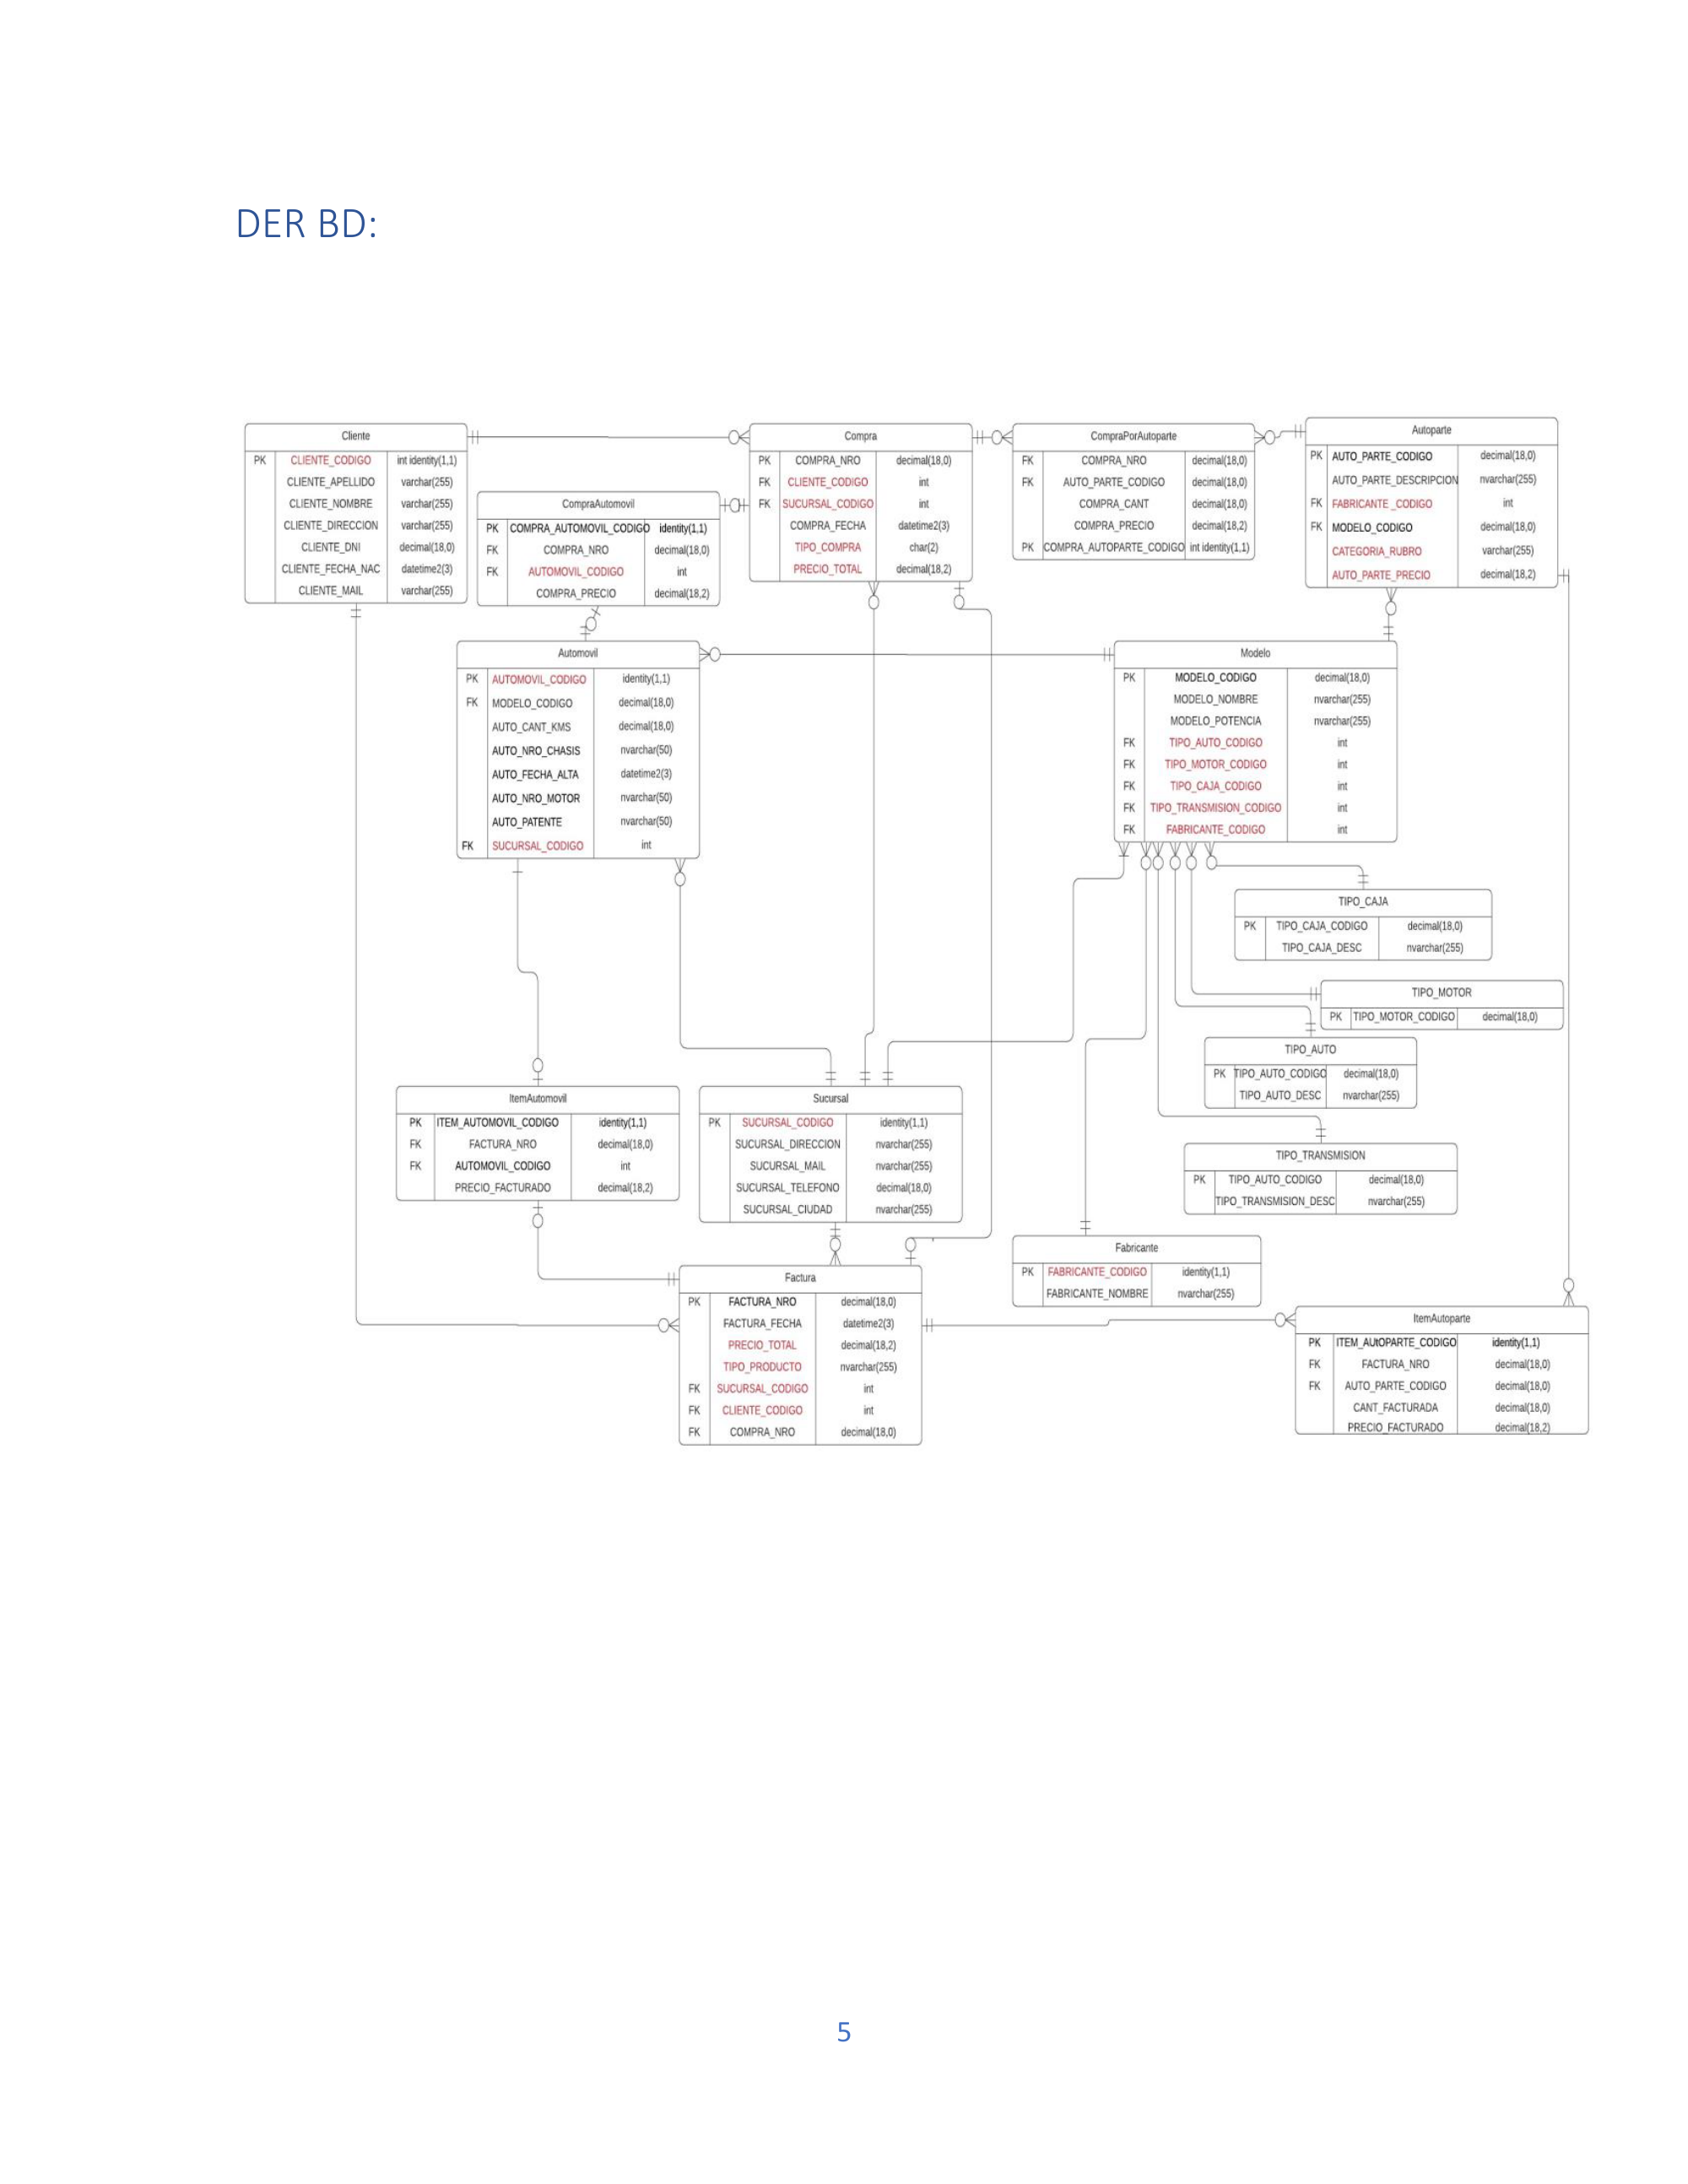 DER BD:
Cliente
PK CLIENTE_CODIGO int identity(1,1)
CLIENTE_APELLIDO varchar(255)
CLIENTE_NOMBRE varchar(255)
CLIENTE_DIRECCION varchar(255)
CLIENTE_DNI decimal(18,0)
CLIENTE_FECHA_NAC datetime2(3)
CLIENTE_MAIL varchar(255)
CompraAutomovil
PK COMPRA_AUTOMOVIL_CODIGO identity(1,1)
FK COMPRA_NRO decimal(18,0)
FK AUTOMOVIL_CODIGO int
COMPRA_PRECIO decimal(18,2)
Compra
PK COMPRA_NRO decimal(18,0)
FK CLIENTE_CODIGO int
FK SUCURSAL_CODIGO int
COMPRA_FECHA datetime2(3)
TIPO_COMPRA char(2)
PRECIO_TOTAL decimal(18,2)
CompraPorAutoparte
FK COMPRA_NRO decimal(18,0)
FK AUTO_PARTE_CODIGO decimal(18,0)
COMPRA_CANT decimal(18,0)
COMPRA_PRECIO decimal(18,2)
PK COMPRA_AUTOPARTE_CODIGO int identity(1,1)
Autoparte
PK AUTO_PARTE_CODIGO decimal(18,0)
AUTO_PARTE_DESCRIPCION nvarchar(255)
FK FABRICANTE_CODIGO int
FK MODELO_CODIGO decimal(18,0)
CATEGORIA_RUBRO varchar(255)
AUTO_PARTE_PRECIO decimal(18,2)
Automovil
PK AUTOMOVIL_CODIGO identity(1,1)
FK MODELO_CODIGO decimal(18,0)
AUTO_CANT_KMS decimal(18,0)
AUTO_NRO_CHASIS nvarchar(50)
AUTO_FECHA_ALTA datetime2(3)
AUTO_NRO_MOTOR nvarchar(50)
AUTO_PATENTE nvarchar(50)
FK SUCURSAL_CODIGO int
Modelo
PK MODELO_CODIGO decimal(18,0)
MODELO_NOMBRE nvarchar(255)
MODELO_POTENCIA nvarchar(255)
FK TIPO_AUTO_CODIGO int
FK TIPO_MOTOR_CODIGO int
FK TIPO_CAJA_CODIGO int
FK TIPO_TRANSMISION_CODIGO int
FK FABRICANTE_CODIGO int
TIPO_CAJA
PK TIPO_CAJA_CODIGO decimal(18,0)
TIPO_CAJA_DESC nvarchar(255)
TIPO_MOTOR
PK TIPO_MOTOR_CODIGO decimal(18,0)
TIPO_AUTO
PK TIPO_AUTO_CODIGO decimal(18,0)
TIPO_AUTO_DESC nvarchar(255)
TIPO_TRANSMISION
PK TIPO_AUTO_CODIGO decimal(18,0)
TIPO_TRANSMISION_DESC nvarchar(255)
ItemAutomovil
PK ITEM_AUTOMOVIL_CODIGO identity(1,1)
FK FACTURA_NRO decimal(18,0)
FK AUTOMOVIL_CODIGO int
PRECIO_FACTURADO decimal(18,2)
Sucursal
PK SUCURSAL_CODIGO identity(1,1)
SUCURSAL_DIRECCION nvarchar(255)
SUCURSAL_MAIL nvarchar(255)
SUCURSAL_TELEFONO decimal(18,0)
SUCURSAL_CIUDAD nvarchar(255)
Fabricante
PK FABRICANTE_CODIGO identity(1,1)
FABRICANTE_NOMBRE nvarchar(255)
Factura
PK FACTURA_NRO decimal(18,0)
FACTURA_FECHA datetime2(3)
PRECIO_TOTAL decimal(18,2)
TIPO_PRODUCTO nvarchar(255)
FK SUCURSAL_CODIGO int
FK CLIENTE_CODIGO int
FK COMPRA_NRO decimal(18,0)
ItemAutoparte
PK ITEM_AUtOPARTE_CODIGO identity(1,1)
FK FACTURA_NRO decimal(18,0)
FK AUTO_PARTE_CODIGO decimal(18,0)
CANT_FACTURADA decimal(18,0)
PRECIO_FACTURADO decimal(18,2)
5